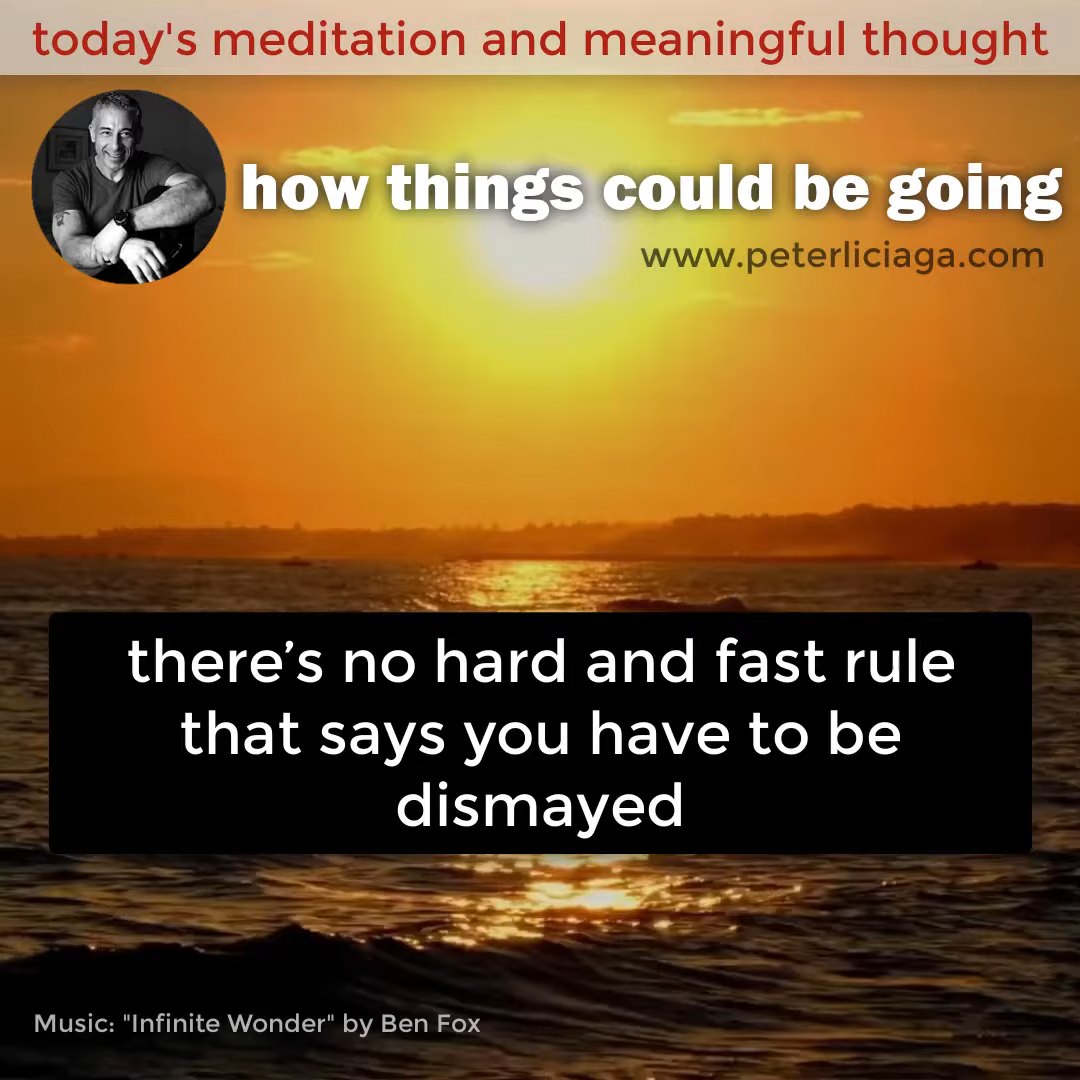 today's meditation and meaningful thought
how things could be going
www.peterliciaga.com
there’s no hard and fast rule
that says you have to be
dismayed
Music: "Infinite Wonder" by Ben Fox